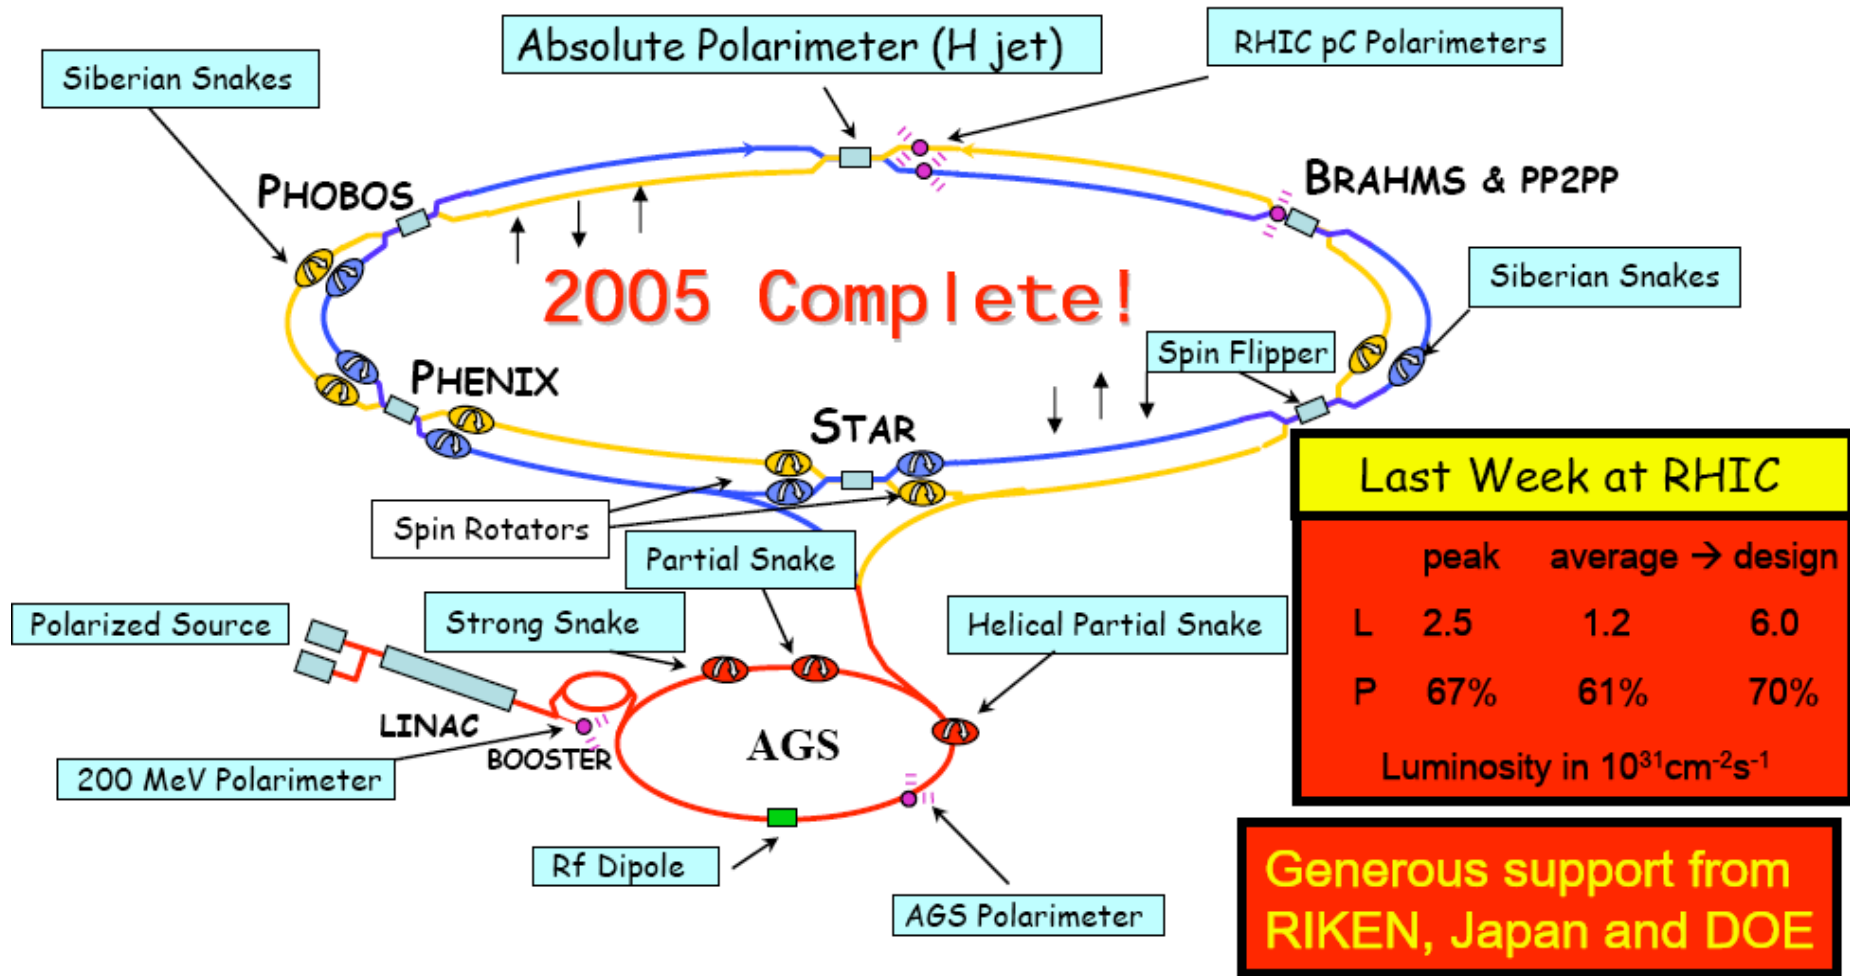 Absolute Polarimeter (H jet)
RHIC pC Polarimeters
Siberian Snakes
PHOBOS
BRAHMS & PP2PP
Siberian Snakes
2005 Complete!
Spin Flipper
PHENIX
STAR
Last Week at RHIC
peak average → design
L 2.5 1.2 6.0
P 67% 61% 70%
Luminosity in 10³¹cm⁻²s⁻¹
Spin Rotators
Partial Snake
Strong Snake
Helical Partial Snake
Polarized Source
LINAC
BOOSTER
AGS
200 MeV Polarimeter
Rf Dipole
AGS Polarimeter
Generous support from
RIKEN, Japan and DOE